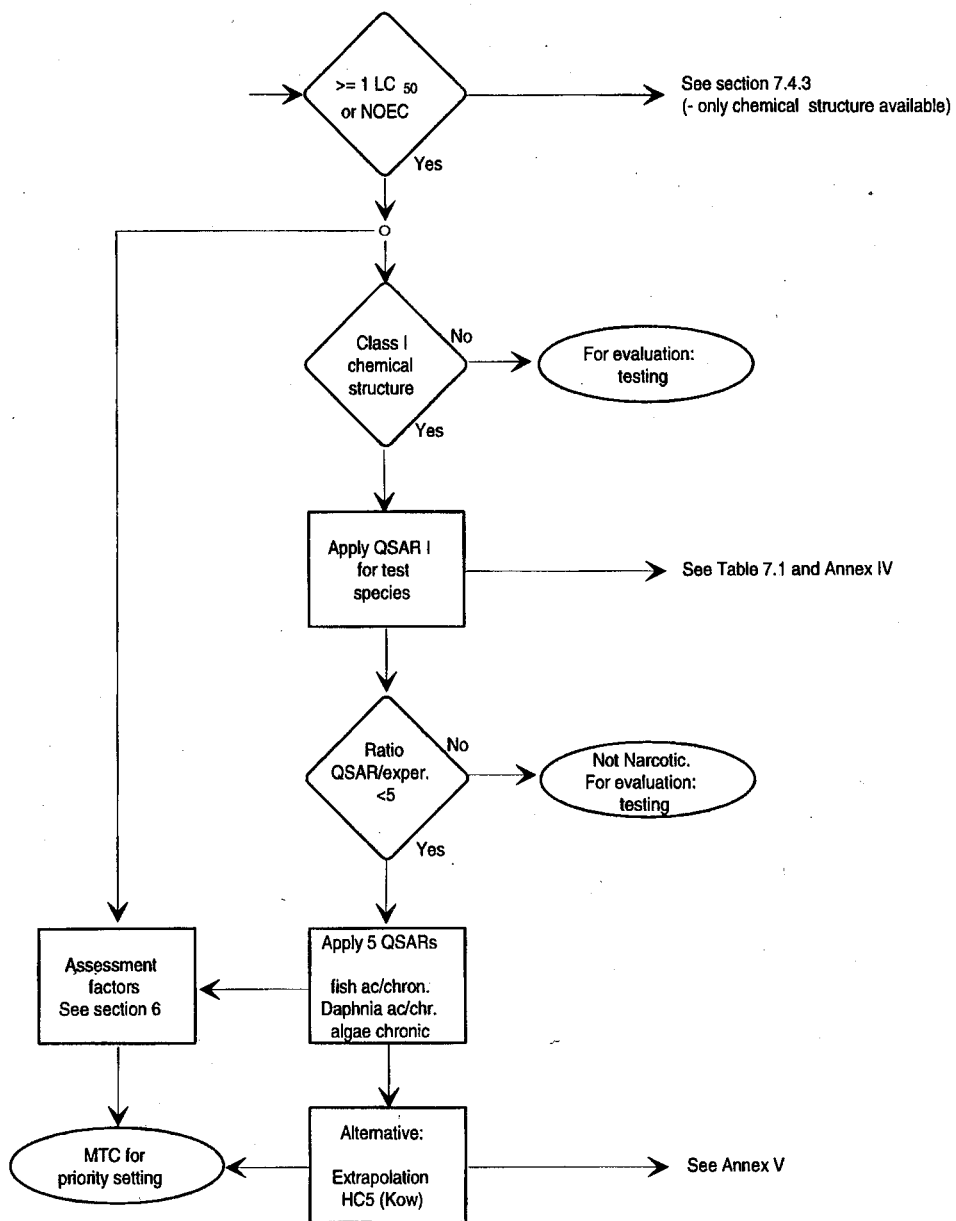 >= 1 LC 50
or NOEC
See section 7.4.3
(- only chemical structure available)
Yes
Class I
chemical
structure
No
For evaluation:
testing
Yes
Apply QSAR I
for test
species
See Table 7.1 and Annex IV
Ratio
QSAR/exper.
<5
No
Not Narcotic.
For evaluation:
testing
Yes
Assessment
factors
See section 6
Apply 5 QSARs
fish ac/chron.
Daphnia ac/chr.
algae chronic
MTC for
priority setting
Alternative:
Extrapolation
HC5 (Kow)
See Annex V